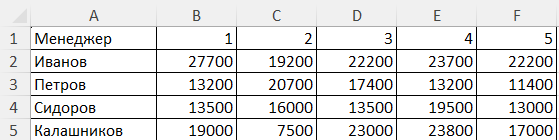 A B C D E F
1 Менеджер 1 2 3 4 5
2 Иванов 27700 19200 22200 23700 22200
3 Петров 13200 20700 17400 13200 11400
4 Сидоров 13500 16000 13500 19500 13000
5 Калашников 19000 7500 23000 23800 17000